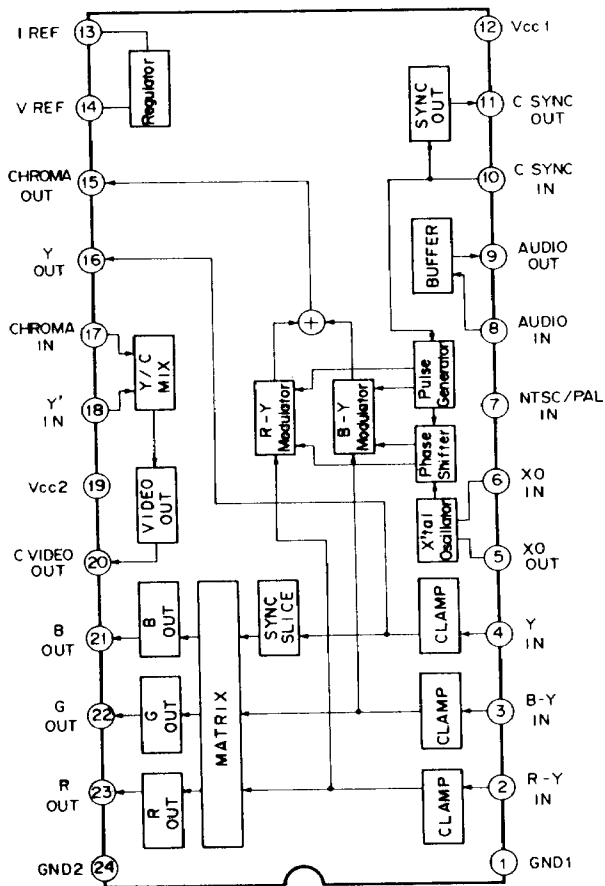 I REF
13
12
Vcc1
Regulator
V REF
14
SYNC
OUT
11
C SYNC
OUT
CHROMA
OUT
15
10
C SYNC
IN
Y
OUT
16
BUFFER
9
AUDIO
OUT
CHROMA
IN
17
Y/C
MIX
+
8
AUDIO
IN
Y'
IN
18
R-Y
Modulator
B-Y
Modulator
Pulse
Generator
7
NTSC/PAL
IN
Vcc2
19
VIDEO
OUT
Phase
Shifter
6
XO
IN
C VIDEO
OUT
20
X'tal
Oscillator
5
XO
OUT
B
OUT
21
B
OUT
SYNC
SLICE
CLAMP
4
Y
IN
G
OUT
22
G
OUT
MATRIX
CLAMP
3
B-Y
IN
R
OUT
23
R
OUT
CLAMP
2
R-Y
IN
GND2
24
1
GND1